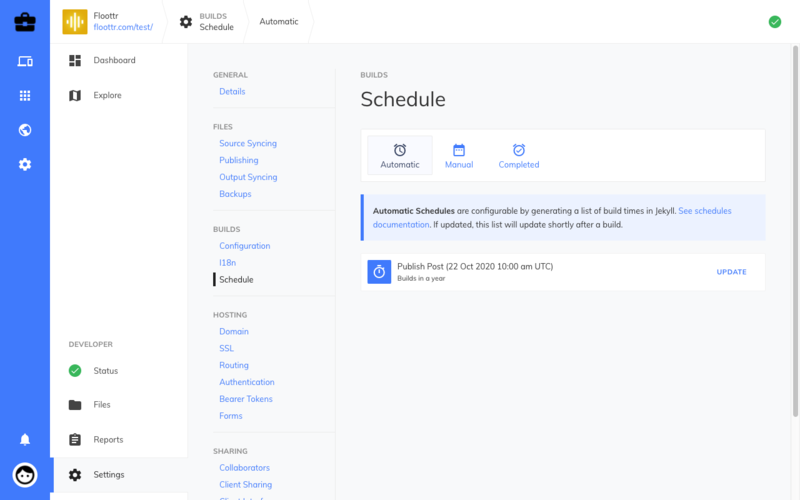 Floottr
floottr.com/test/
BUILDS
Schedule
Automatic
Dashboard
Explore
DEVELOPER
Status
Files
Reports
Settings
GENERAL
Details
FILES
Source Syncing
Publishing
Output Syncing
Backups
BUILDS
Configuration
I18n
Schedule
HOSTING
Domain
SSL
Routing
Authentication
Bearer Tokens
Forms
SHARING
Collaborators
Client Sharing
BUILDS
Schedule
Automatic
Manual
Completed
Automatic Schedules are configurable by generating a list of build times in Jekyll. See schedules
documentation. If updated, this list will update shortly after a build.
Publish Post (22 Oct 2020 10:00 am UTC)
Builds in a year
UPDATE